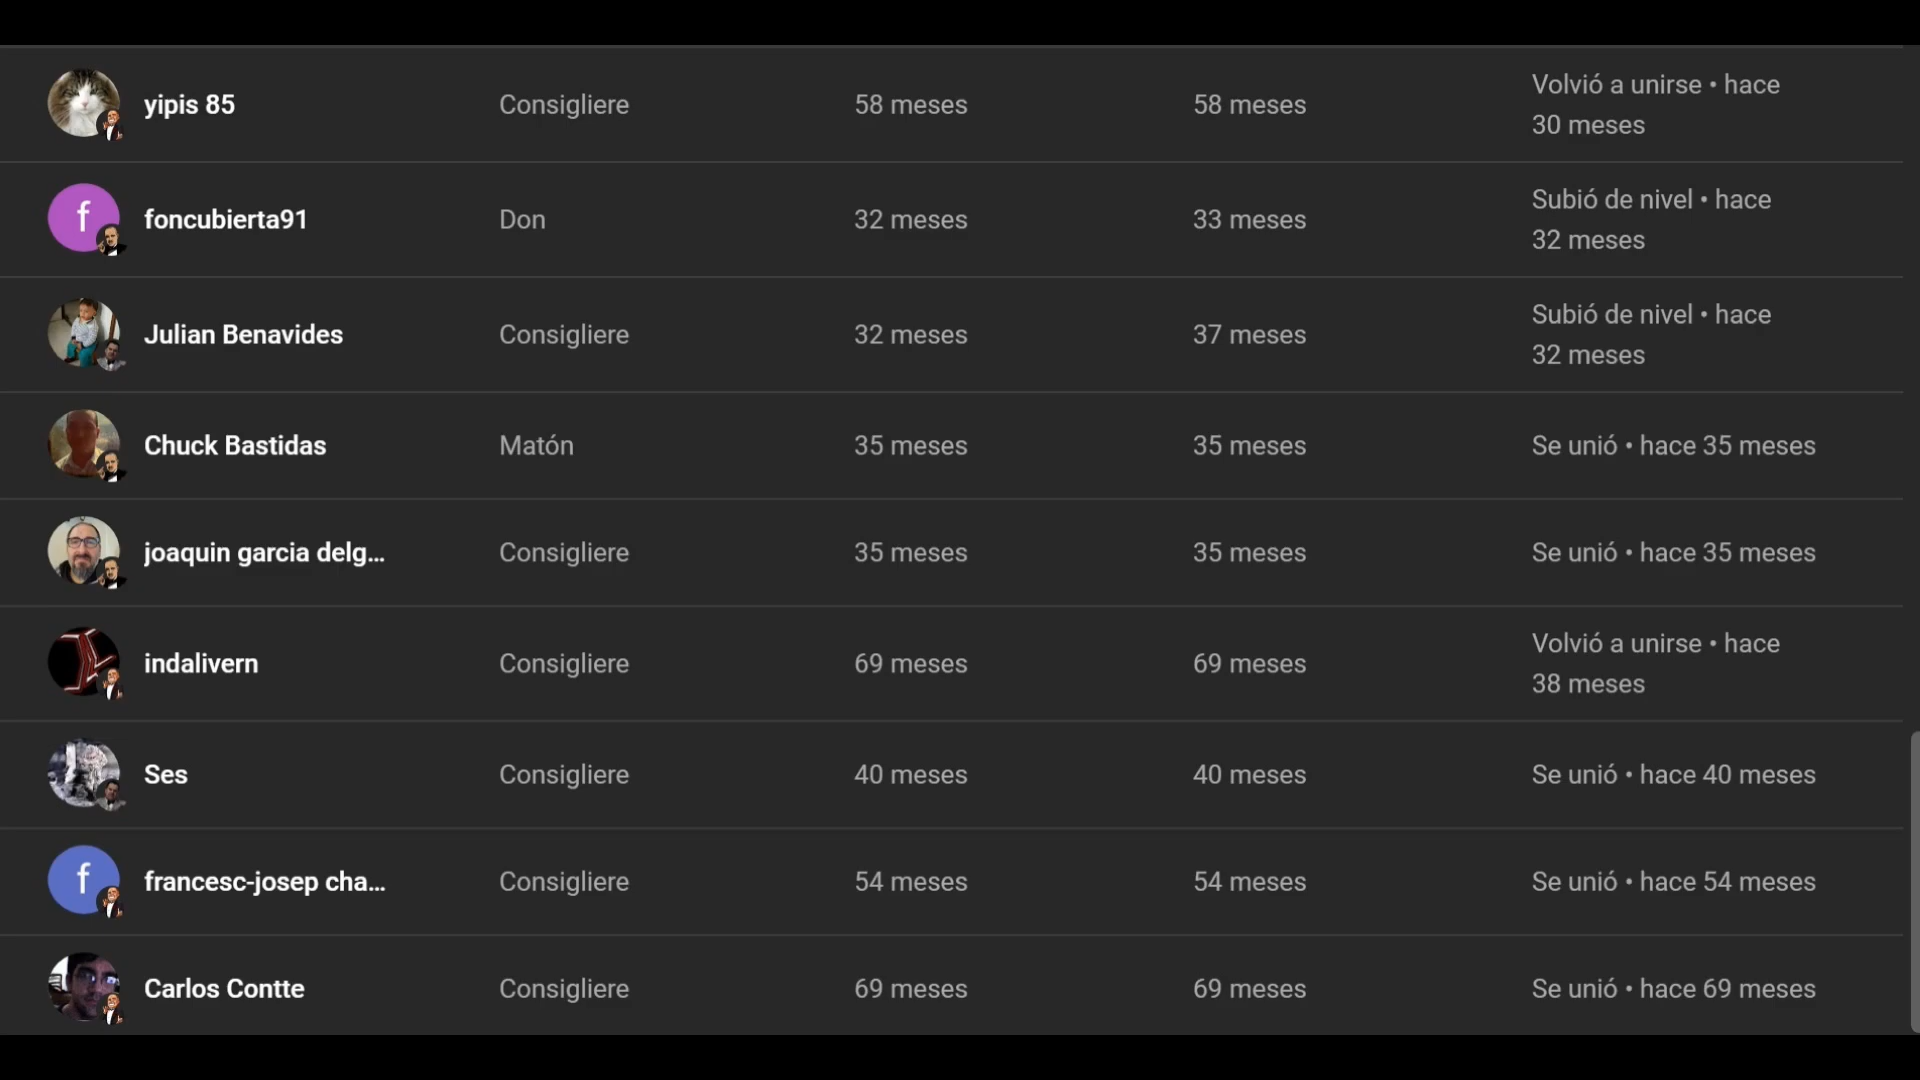 yipis 85 Consigliere 58 meses 58 meses Volvió a unirse • hace
30 meses
f foncubierta91 Don 32 meses 33 meses Subió de nivel • hace
32 meses
Julian Benavides Consigliere 32 meses 37 meses Subió de nivel • hace
32 meses
Chuck Bastidas Matón 35 meses 35 meses Se unió • hace 35 meses
joaquin garcia delg... Consigliere 35 meses 35 meses Se unió • hace 35 meses
indalivern Consigliere 69 meses 69 meses Volvió a unirse • hace
38 meses
Ses Consigliere 40 meses 40 meses Se unió • hace 40 meses
f francesc-josep cha... Consigliere 54 meses 54 meses Se unió • hace 54 meses
Carlos Contte Consigliere 69 meses 69 meses Se unió • hace 69 meses